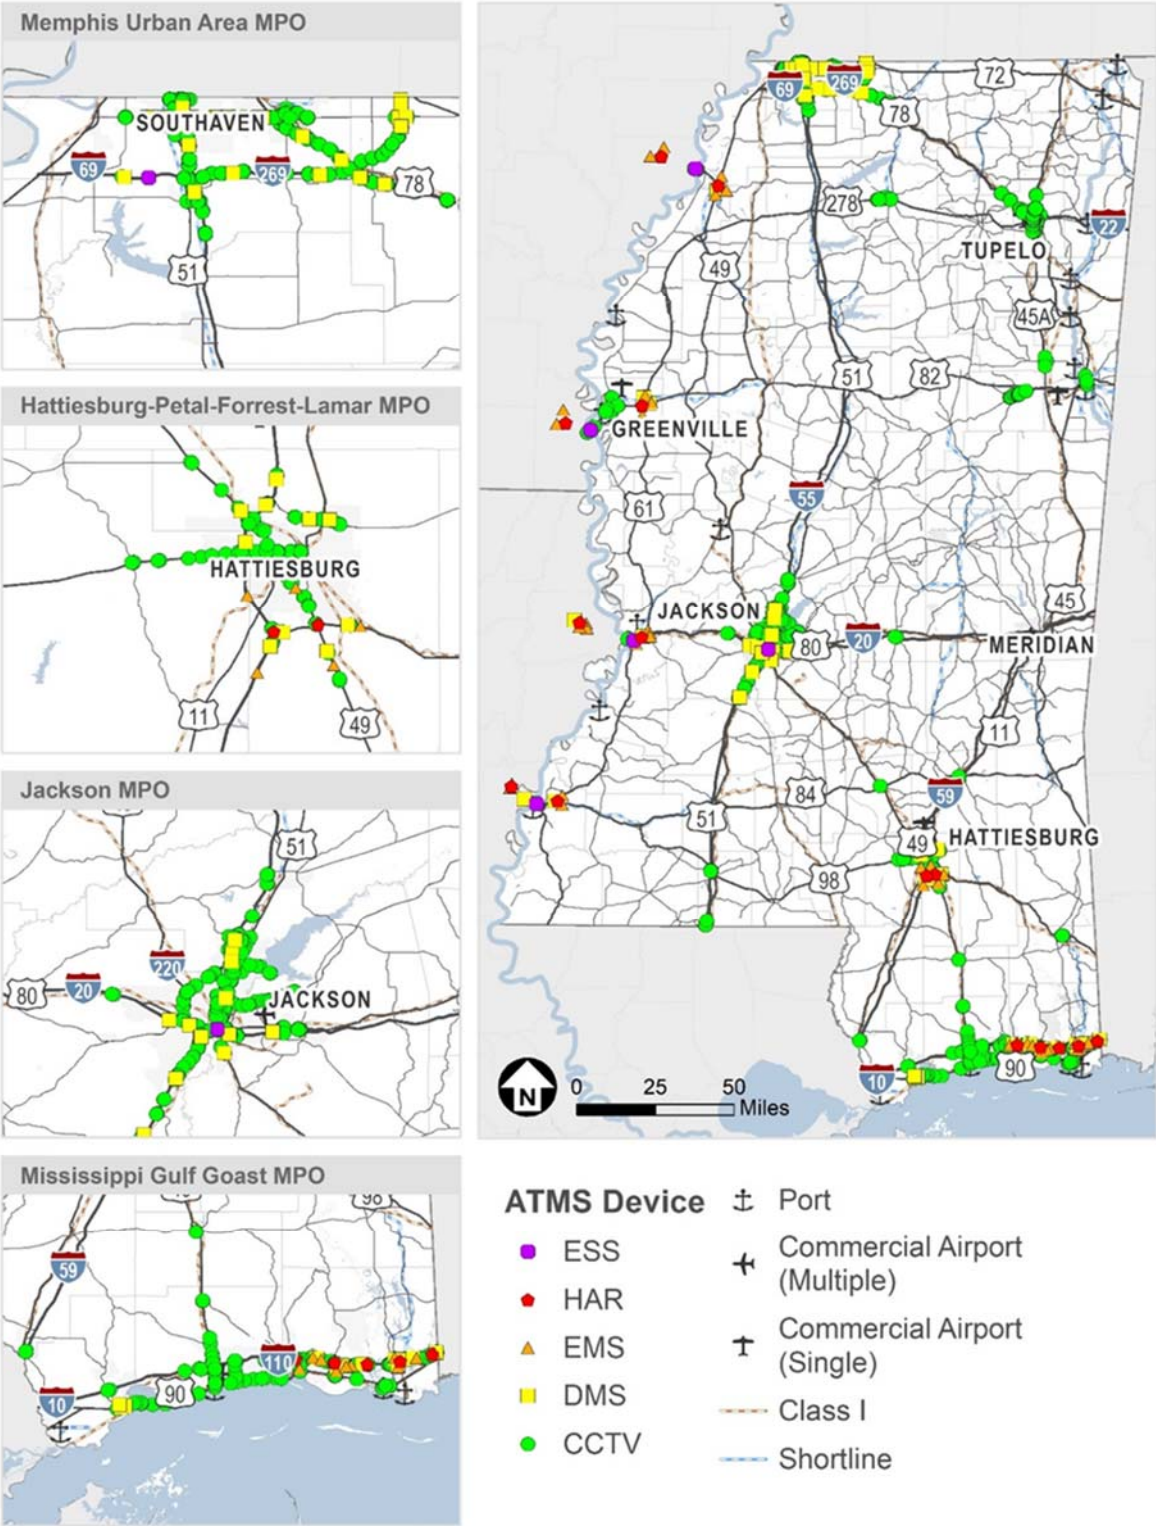 Memphis Urban Area MPO
SOUTHAVEN
69
269
78
51
Hattiesburg-Petal-Forrest-Lamar MPO
HATTIESBURG
11
49
Jackson MPO
51
220
20
80
JACKSON
Mississippi Gulf Goast MPO
98
59
110
90
10
69
269
72
78
278
22
TUPELO
49
45A
51
82
GREENVILLE
55
61
45
JACKSON
80
20
MERIDIAN
11
84
59
51
49
HATTIESBURG
98
90
10
N
0 25 50
Miles
ATMS Device
ESS
HAR
EMS
DMS
CCTV
Port
Commercial Airport
(Multiple)
Commercial Airport
(Single)
Class I
Shortline